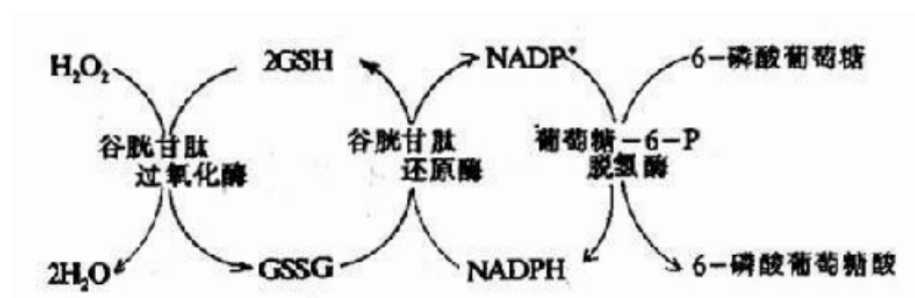 H₂O₂ 2GSH NADP⁺ 6-磷酸葡萄糖
谷胱甘肽 谷胱甘肽 葡萄糖-6-P
过氧化酶 还原酶 脱氢酶
2H₂O GSSG NADPH 6-磷酸葡萄糖酸